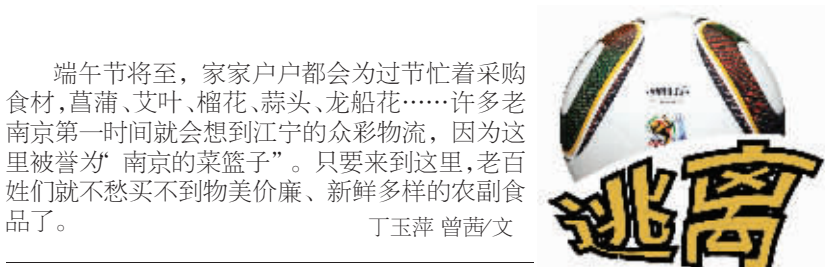 端午节将至，家家户户都会为过节忙着采购
食材，菖蒲、艾叶、榴花、蒜头、龙船花……许多老
南京第一时间就会想到江宁的众彩物流，因为这
里被誉为“南京的菜篮子”。只要来到这里，老百
姓们就不愁买不到物美价廉、新鲜多样的农副食
品了。
丁玉萍 曾茜/文
逃离